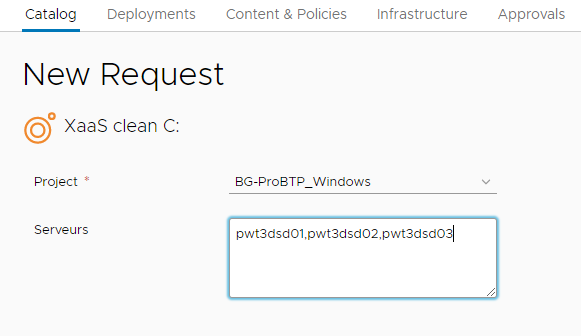 Catalog Deployments Content & Policies Infrastructure Approvals
New Request
XaaS clean C:
Project * BG-ProBTP_Windows
Serveurs pwt3dsd01,pwt3dsd02,pwt3dsd03